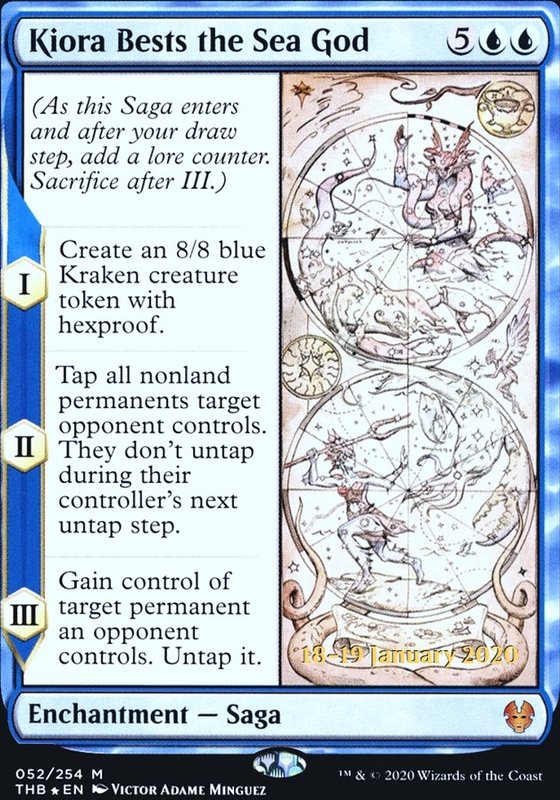 Kiora Bests the Sea God 5
(As this Saga enters
and after your draw
step, add a lore counter.
Sacrifice after III.)
I
Create an 8/8 blue
Kraken creature
token with
hexproof.
II
Tap all nonland
permanents target
opponent controls.
They don't untap
during their
controller's next
untap step.
III
Gain control of
target permanent
an opponent
controls. Untap it.
18-19 January 2020
Enchantment — Saga
052/254 M
THB ★ EN Victor Adame Minguez
™ & © 2020 Wizards of the Coast